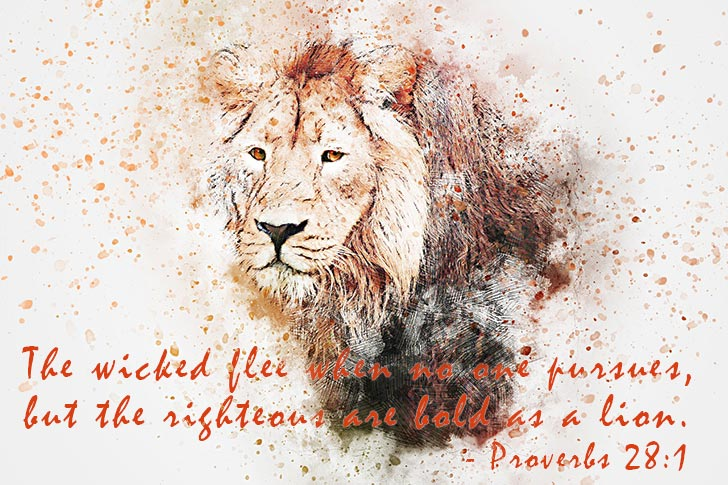 The wicked flee when no one pursues,
but the righteous are bold as a lion.
- Proverbs 28:1